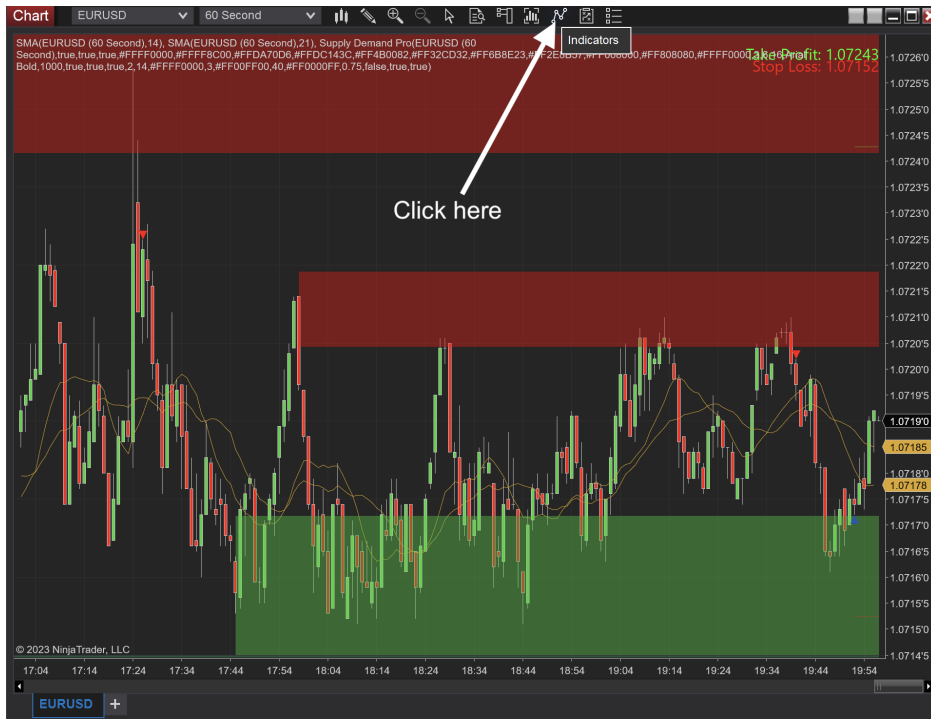 Chart EURUSD 60 Second
Indicators
SMA(EURUSD (60 Second),14), SMA(EURUSD (60 Second),21), Supply Demand Pro(EURUSD (60
Second),true,true,true,#FFFF0000,#FFFF8C00,#FFDA70D6,#FFDC143C,#FF4B0082,#FF32CD32,#FF6B8E23,
Bold,1000,true,true,true,2,14,#FFFF0000,3,#FF00FF00,40,#FF0000FF,0.75,false,true,true)
Take Profit: 1.07243
Stop Loss: 1.07152
Click here
1.0726'0
1.0725'5
1.0725'0
1.0724'5
1.0724'0
1.0723'5
1.0723'0
1.0722'5
1.0722'0
1.0721'5
1.0721'0
1.0720'5
1.0720'0
1.0719'5
1.0719'0
1.07185
1.0718'0
1.07178
1.0717'5
1.0717'0
1.0716'5
1.0716'0
1.0715'5
1.0715'0
1.0714'5
© 2023 NinjaTrader, LLC
17:04 17:14 17:24 17:34 17:44 17:54 18:04 18:14 18:24 18:34 18:44 18:54 19:04 19:14 19:24 19:34 19:44 19:54
EURUSD +